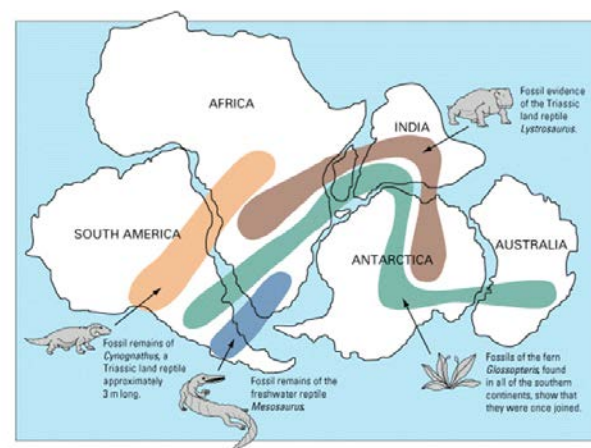 AFRICA
INDIA
SOUTH AMERICA
ANTARCTICA
AUSTRALIA
Fossil evidence
of the Triassic
land reptile
Lystrosaurus.
Fossil remains of
Cynognathus, a
Triassic land reptile
approximately
3 m long.
Fossil remains of the
freshwater reptile
Mesosaurus.
Fossils of the fern
Glossopteris, found
in all of the southern
continents, show that
they were once joined.